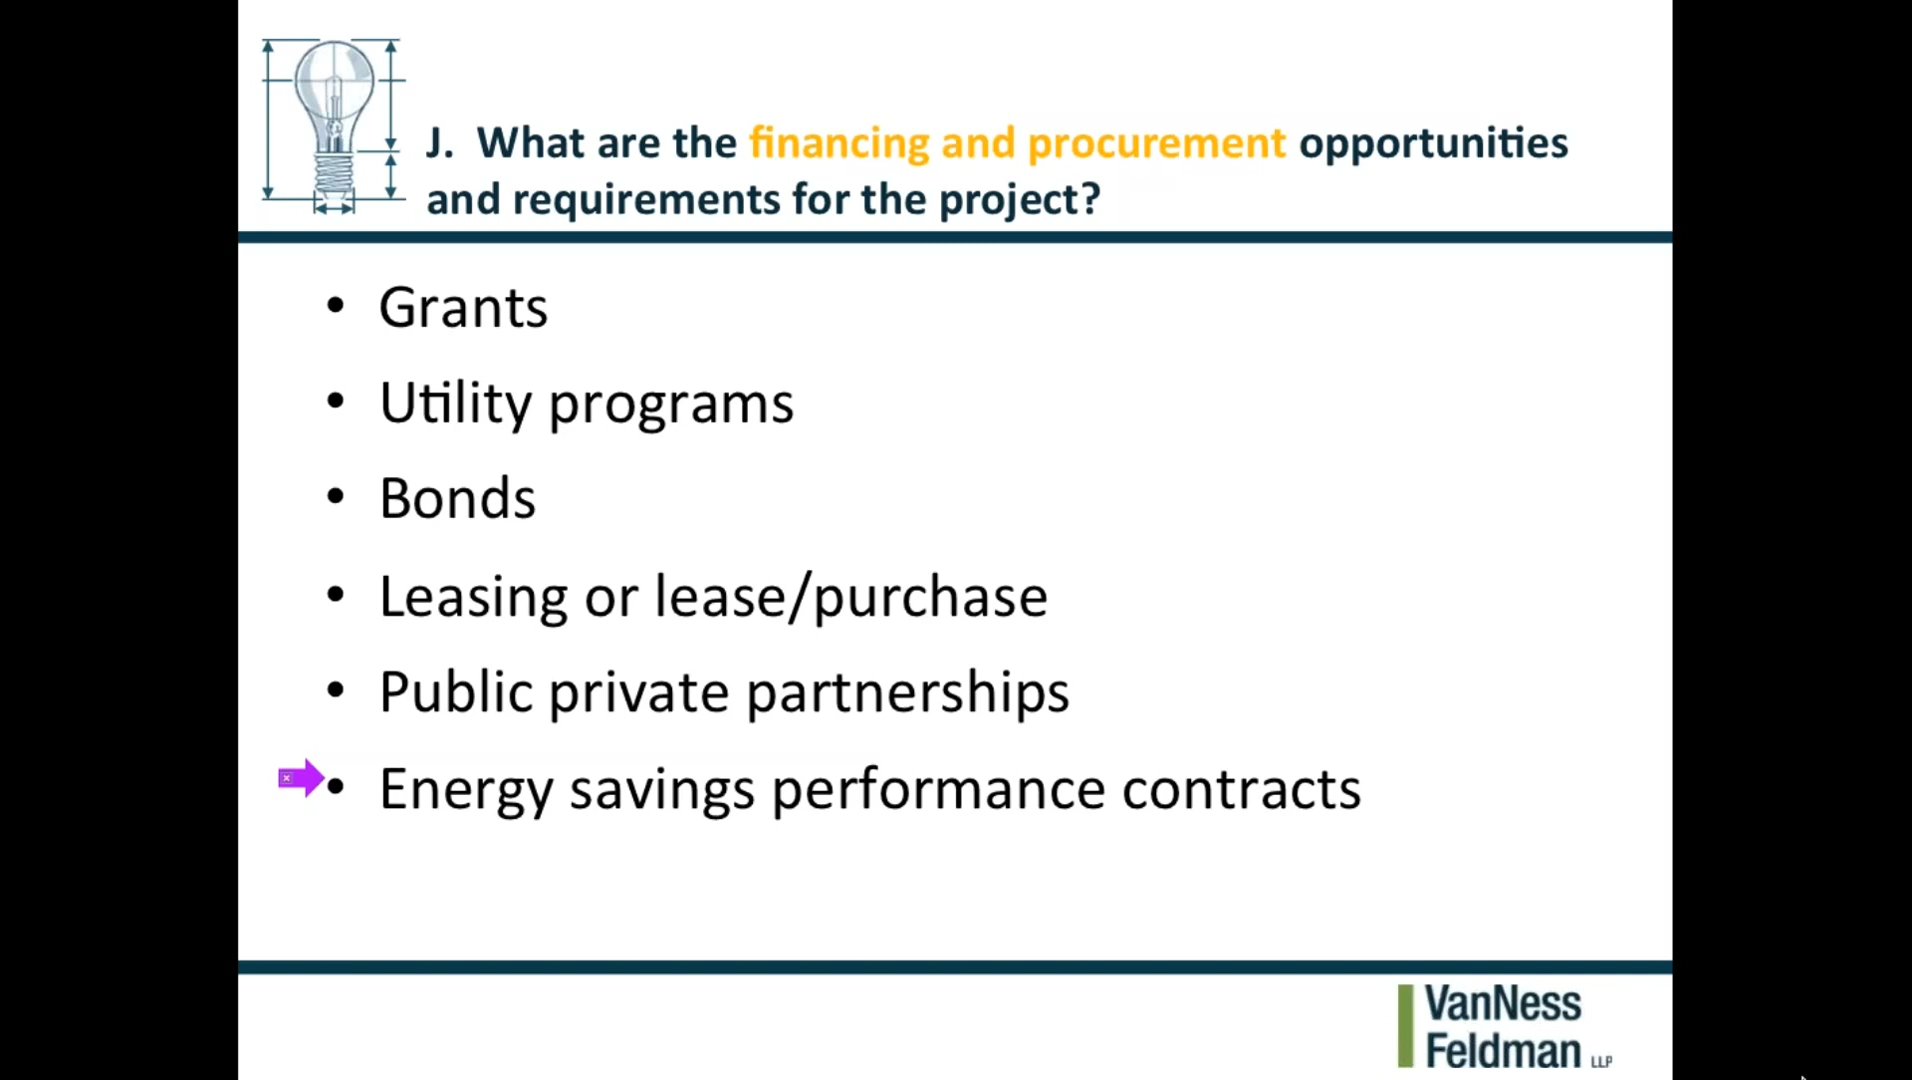 J. What are the financing and procurement opportunities
and requirements for the project?
• Grants
• Utility programs
• Bonds
• Leasing or lease/purchase
• Public private partnerships
• Energy savings performance contracts
VanNess
Feldman LLP